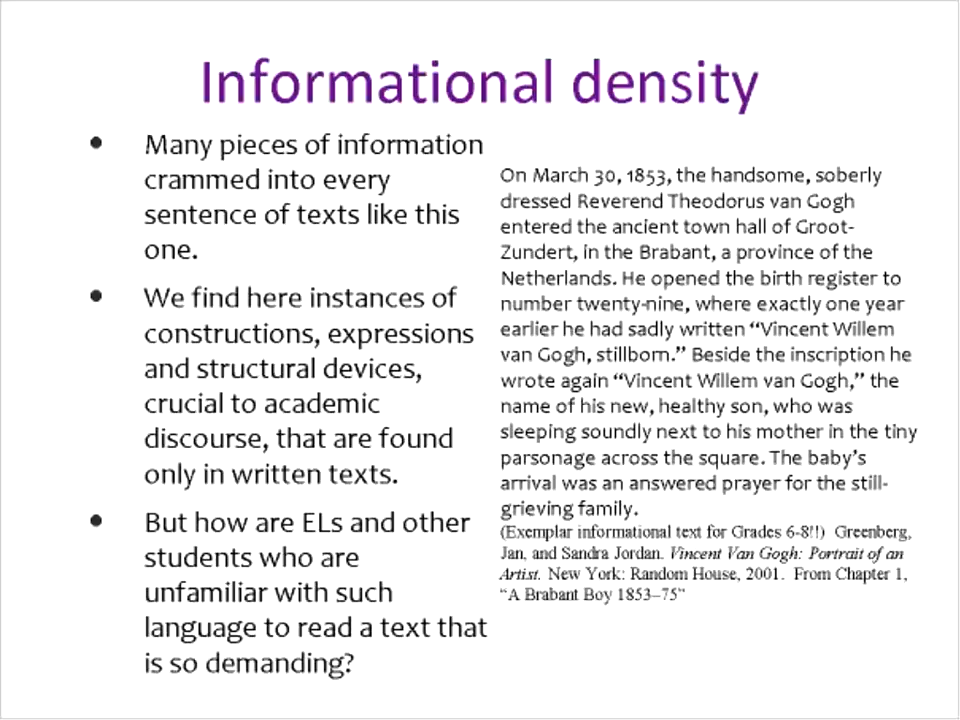 Informational density
• Many pieces of information
crammed into every
sentence of texts like this
one.
• We find here instances of
constructions, expressions
and structural devices,
crucial to academic
discourse, that are found
only in written texts.
• But how are ELs and other
students who are
unfamiliar with such
language to read a text that
is so demanding?
On March 30, 1853, the handsome, soberly
dressed Reverend Theodorus van Gogh
entered the ancient town hall of Groot-
Zundert, in the Brabant, a province of the
Netherlands. He opened the birth register to
number twenty-nine, where exactly one year
earlier he had sadly written “Vincent Willem
van Gogh, stillborn.” Beside the inscription he
wrote again “Vincent Willem van Gogh,” the
name of his new, healthy son, who was
sleeping soundly next to his mother in the tiny
parsonage across the square. The baby’s
arrival was an answered prayer for the still-
grieving family.
(Exemplar informational text for Grades 6-8!!) Greenberg,
Jan, and Sandra Jordan. Vincent Van Gogh: Portrait of an
Artist. New York: Random House, 2001. From Chapter 1,
“A Brabant Boy 1853–75”